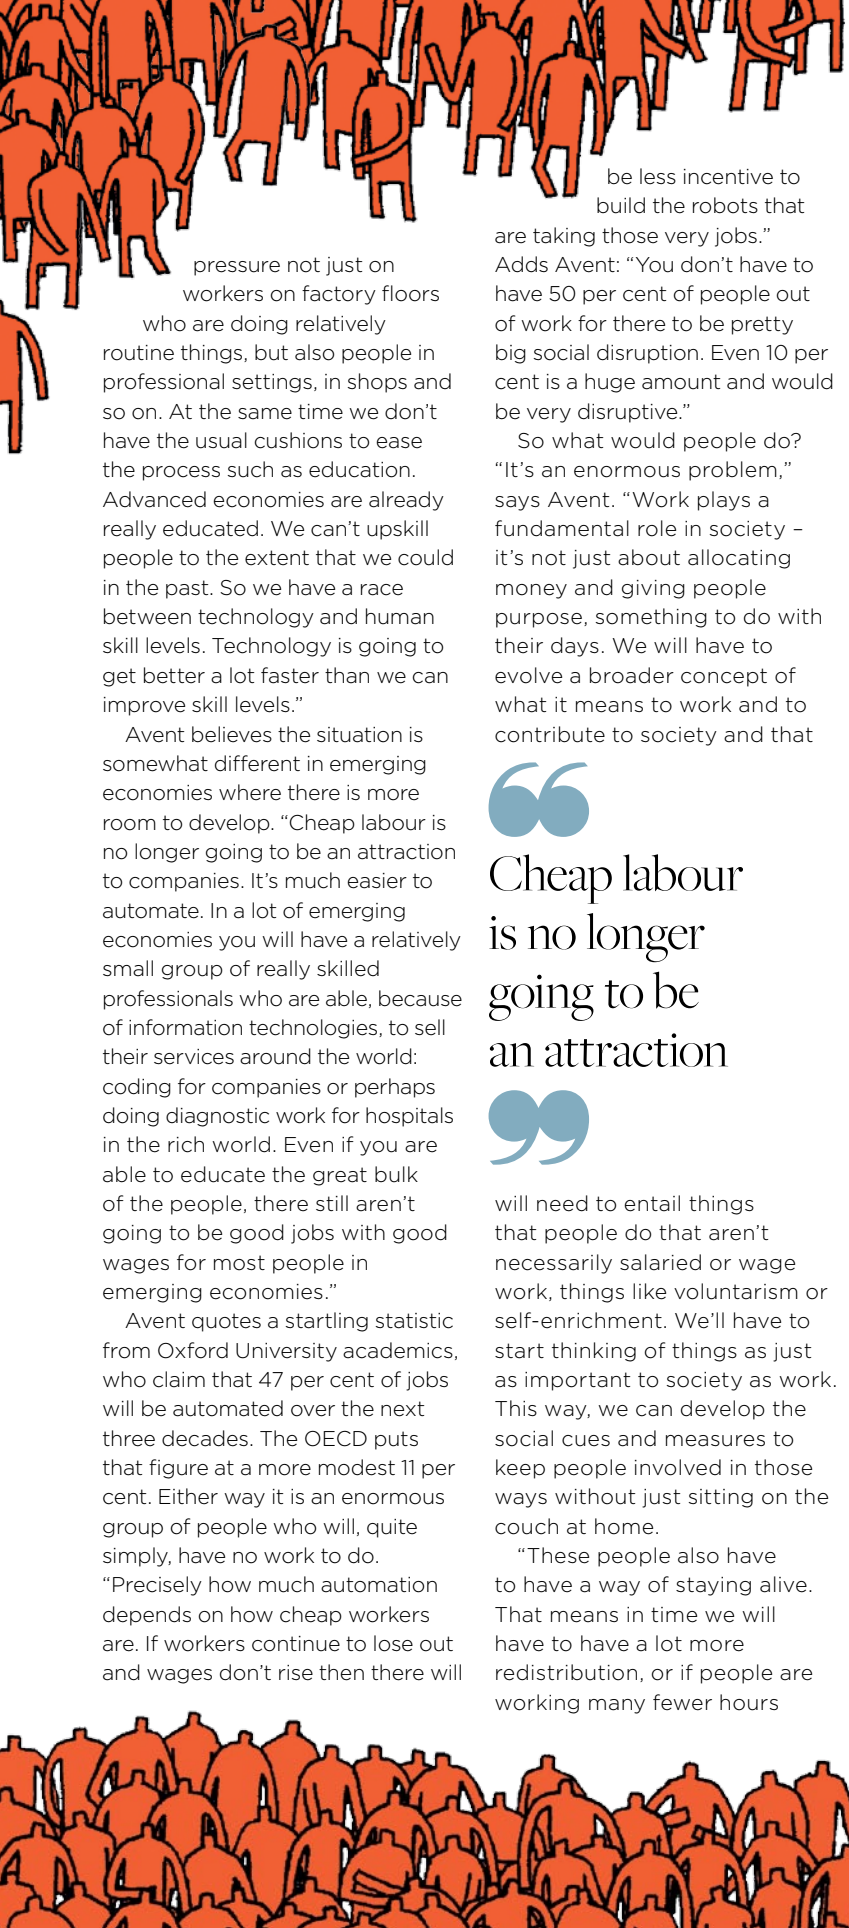 pressure not just on
workers on factory floors
who are doing relatively
routine things, but also people in
professional settings, in shops and
so on. At the same time we don’t
have the usual cushions to ease
the process such as education.
Advanced economies are already
really educated. We can’t upskill
people to the extent that we could
in the past. So we have a race
between technology and human
skill levels. Technology is going to
get better a lot faster than we can
improve skill levels.”
Avent believes the situation is
somewhat different in emerging
economies where there is more
room to develop. “Cheap labour is
no longer going to be an attraction
to companies. It’s much easier to
automate. In a lot of emerging
economies you will have a relatively
small group of really skilled
professionals who are able, because
of information technologies, to sell
their services around the world:
coding for companies or perhaps
doing diagnostic work for hospitals
in the rich world. Even if you are
able to educate the great bulk
of the people, there still aren’t
going to be good jobs with good
wages for most people in
emerging economies.”
Avent quotes a startling statistic
from Oxford University academics,
who claim that 47 per cent of jobs
will be automated over the next
three decades. The OECD puts
that figure at a more modest 11 per
cent. Either way it is an enormous
group of people who will, quite
simply, have no work to do.
“Precisely how much automation
depends on how cheap workers
are. If workers continue to lose out
and wages don’t rise then there will
be less incentive to
build the robots that
are taking those very jobs.”
Adds Avent: “You don’t have to
have 50 per cent of people out
of work for there to be pretty
big social disruption. Even 10 per
cent is a huge amount and would
be very disruptive.”
So what would people do?
“It’s an enormous problem,”
says Avent. “Work plays a
fundamental role in society –
it’s not just about allocating
money and giving people
purpose, something to do with
their days. We will have to
evolve a broader concept of
what it means to work and to
contribute to society and that
“
Cheap labour
is no longer
going to be
an attraction
”
will need to entail things
that people do that aren’t
necessarily salaried or wage
work, things like voluntarism or
self-enrichment. We’ll have to
start thinking of things as just
as important to society as work.
This way, we can develop the
social cues and measures to
keep people involved in those
ways without just sitting on the
couch at home.
“These people also have
to have a way of staying alive.
That means in time we will
have to have a lot more
redistribution, or if people are
working many fewer hours